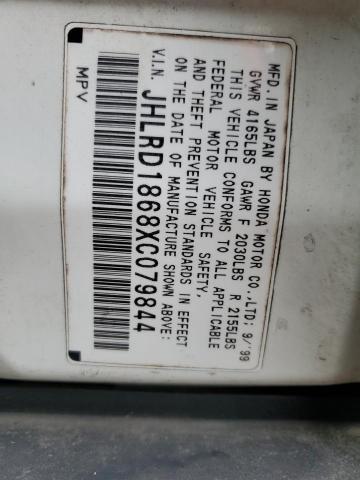 MFD. IN JAPAN BY HONDA MOTOR CO.,LTD: 9/'99
GVWR 4165LBS GAWR F 2030LBS R 2155LBS
THIS VEHICLE CONFORMS TO ALL APPLICABLE
FEDERAL MOTOR VEHICLE SAFETY,
AND THEFT PREVENTION STANDARDS IN EFFECT
ON THE DATE OF MANUFACTURE SHOWN ABOVE:
V.I.N. JHLRD1868XC079844
MPV